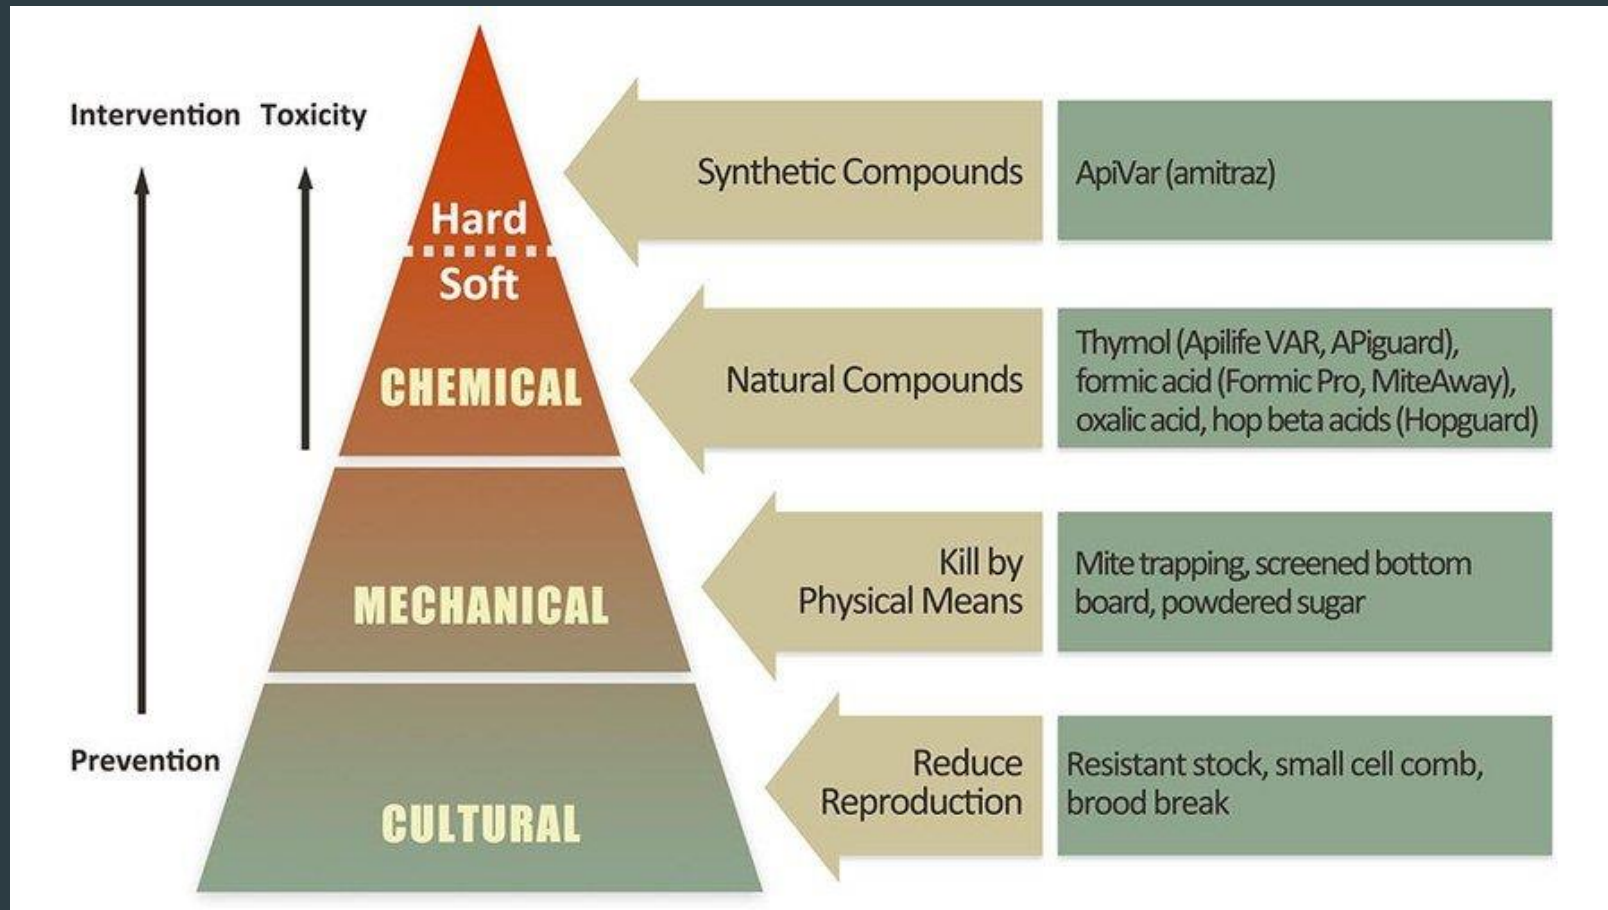 Intervention Toxicity
Prevention
Hard
Soft
CHEMICAL
MECHANICAL
CULTURAL
Synthetic Compounds
ApiVar (amitraz)
Natural Compounds
Thymol (Apilife VAR, APiguard),
formic acid (Formic Pro, MiteAway),
oxalic acid, hop beta acids (Hopguard)
Kill by
Physical Means
Mite trapping, screened bottom
board, powdered sugar
Reduce
Reproduction
Resistant stock, small cell comb,
brood break